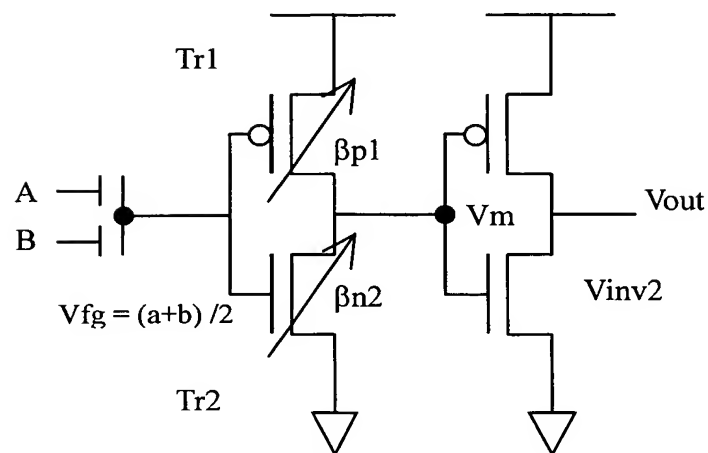 Tr1
βp1
A
B
Vm
Vout
Vfg = (a+b) /2
βn2
Vinv2
Tr2